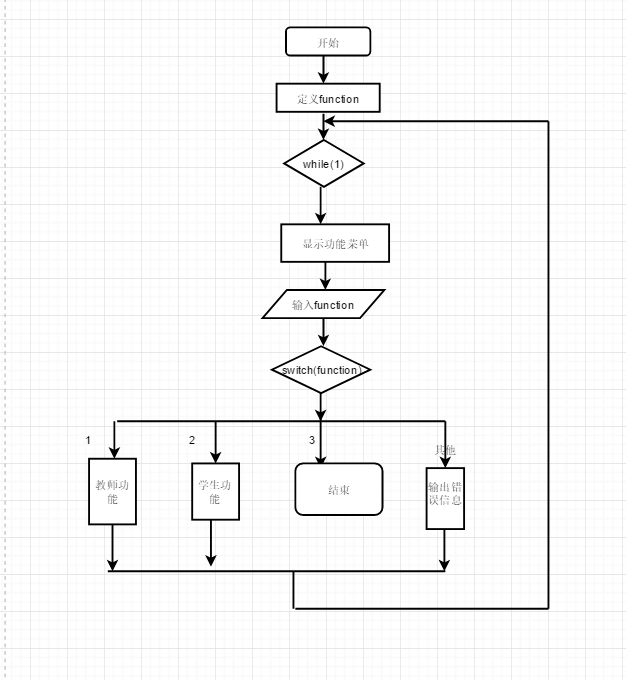 开始
定义function
while(1)
显示功能菜单
输入function
switch(function)
1
2
3
其他
教师功
能
学生功
能
结束
输出错
误信息